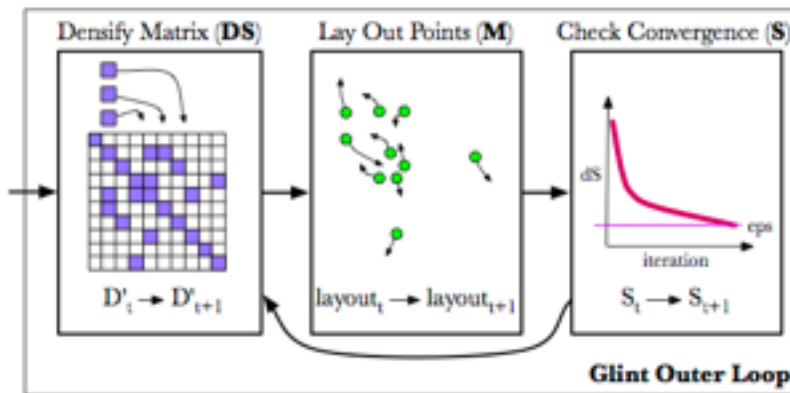 Densify Matrix (DS)
Lay Out Points (M)
Check Convergence (S)
dS
eps
iteration
D't → D't+1
layoutt → layoutt+1
St → St+1
Glint Outer Loop